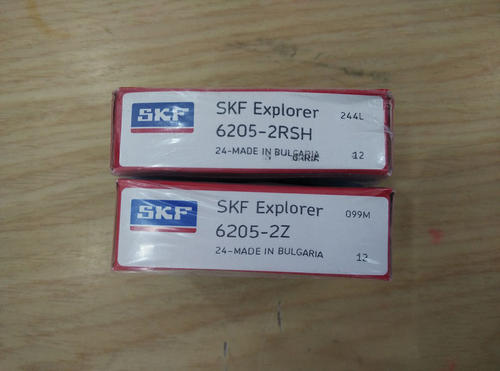 SKF
SKF Explorer
244L
6205-2RSH
24-MADE IN BULGARIA
12
SKF
SKF Explorer
099M
6205-2Z
24-MADE IN BULGARIA
12